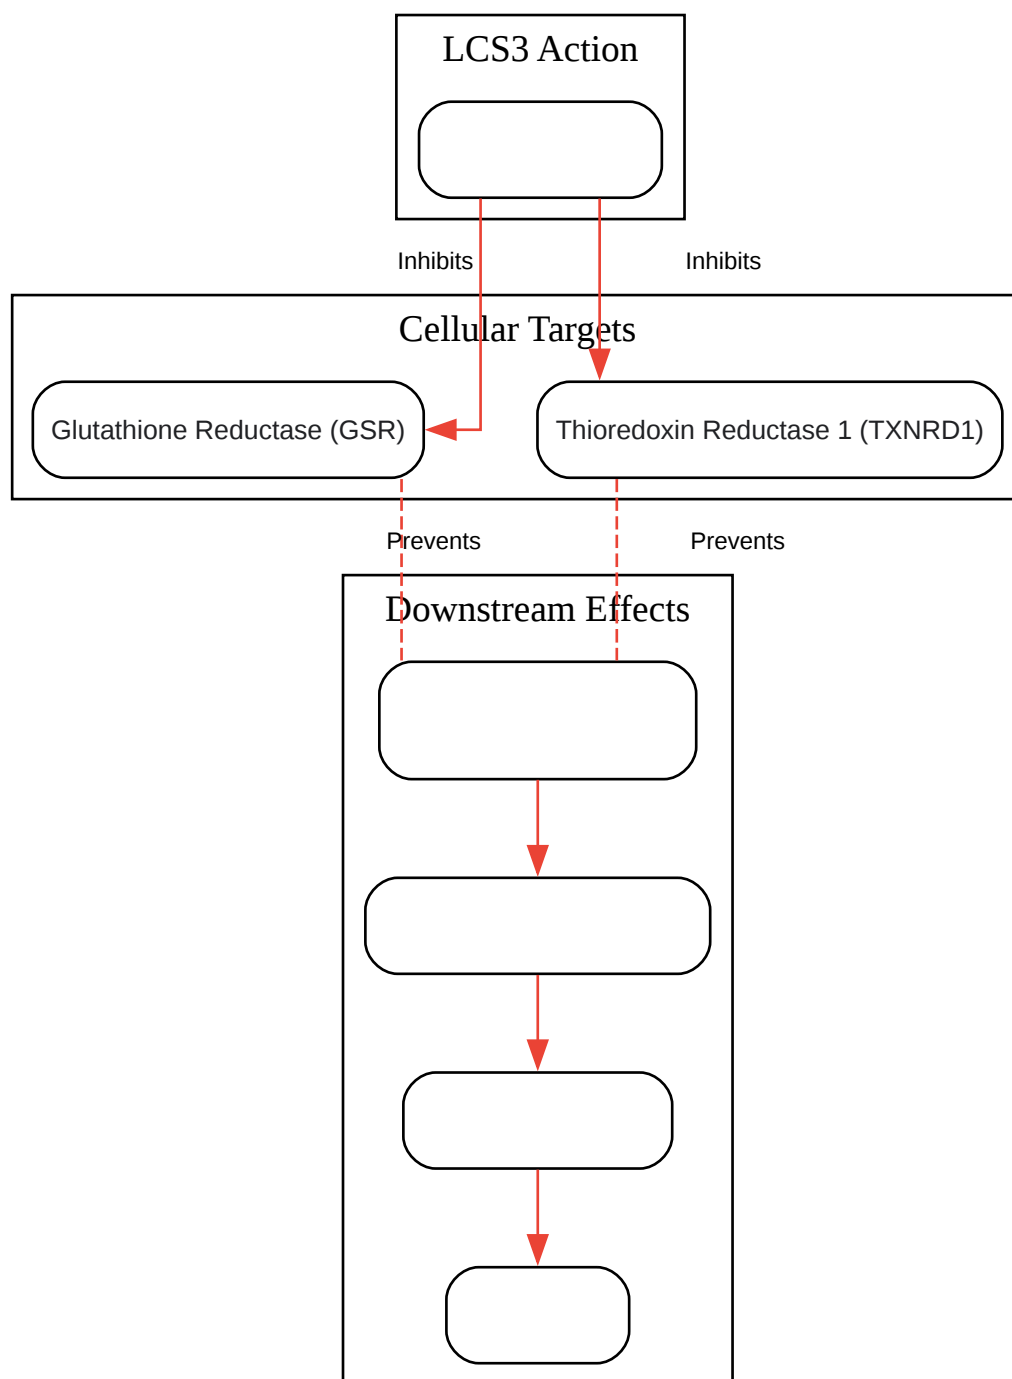 LCS3 Action
Inhibits
Inhibits
Cellular Targets
Glutathione Reductase (GSR)
Thioredoxin Reductase 1 (TXNRD1)
Prevents
Prevents
Downstream Effects